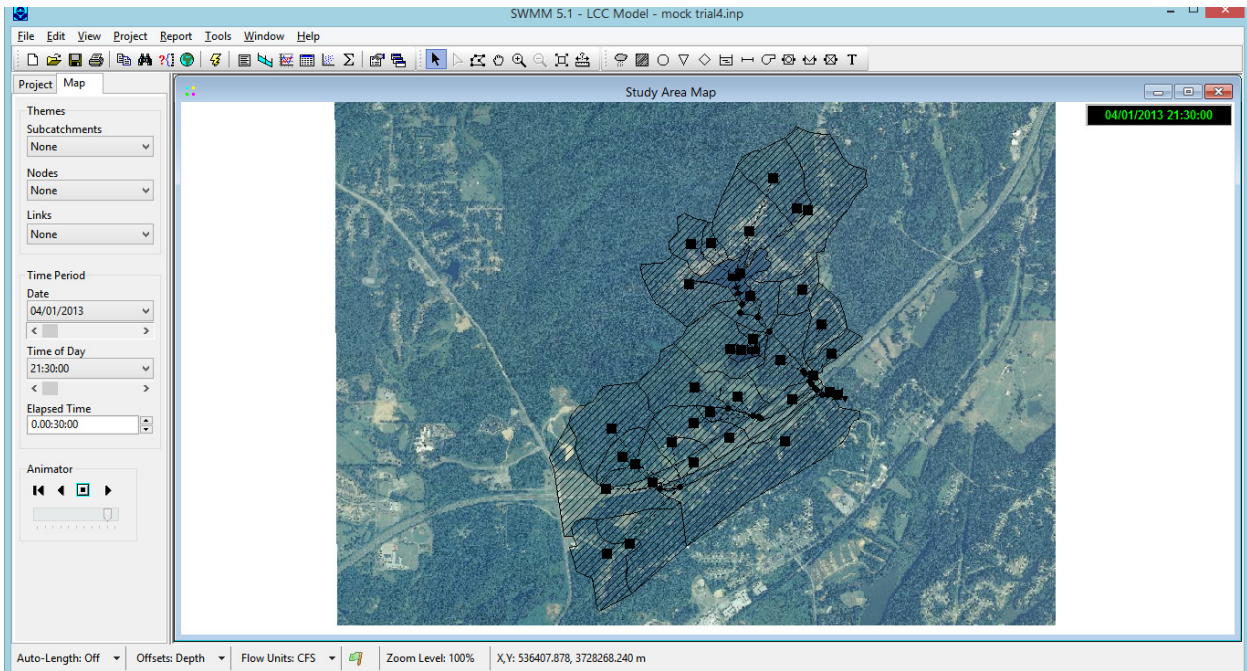 SWMM 5.1 - LCC Model - mock trial4.inp
File Edit View Project Report Tools Window Help
Project Map
Study Area Map
04/01/2013 21:30:00
Themes
Subcatchments
None
Nodes
None
Links
None
Time Period
Date
04/01/2013
Time of Day
21:30:00
Elapsed Time
0.00:30:00
Animator
Auto-Length: Off Offsets: Depth Flow Units: CFS Zoom Level: 100% X,Y: 536407.878, 3728268.240 m